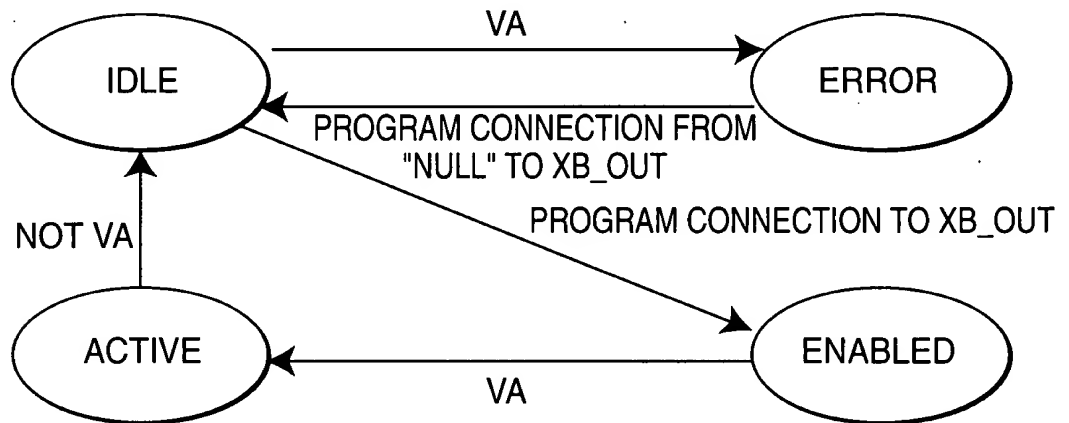 VA
IDLE
ERROR
PROGRAM CONNECTION FROM
"NULL" TO XB_OUT
PROGRAM CONNECTION TO XB_OUT
NOT VA
ACTIVE
ENABLED
VA